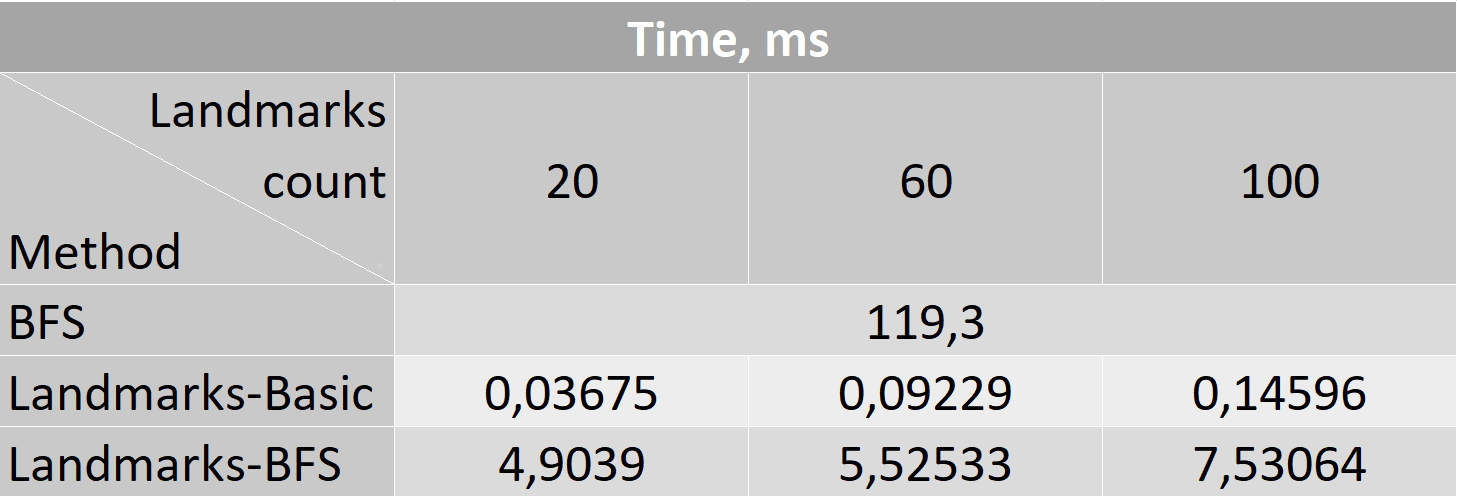 Time, ms
Landmarks
count
Method
20 60 100
BFS 119,3
Landmarks-Basic 0,03675 0,09229 0,14596
Landmarks-BFS 4,9039 5,52533 7,53064